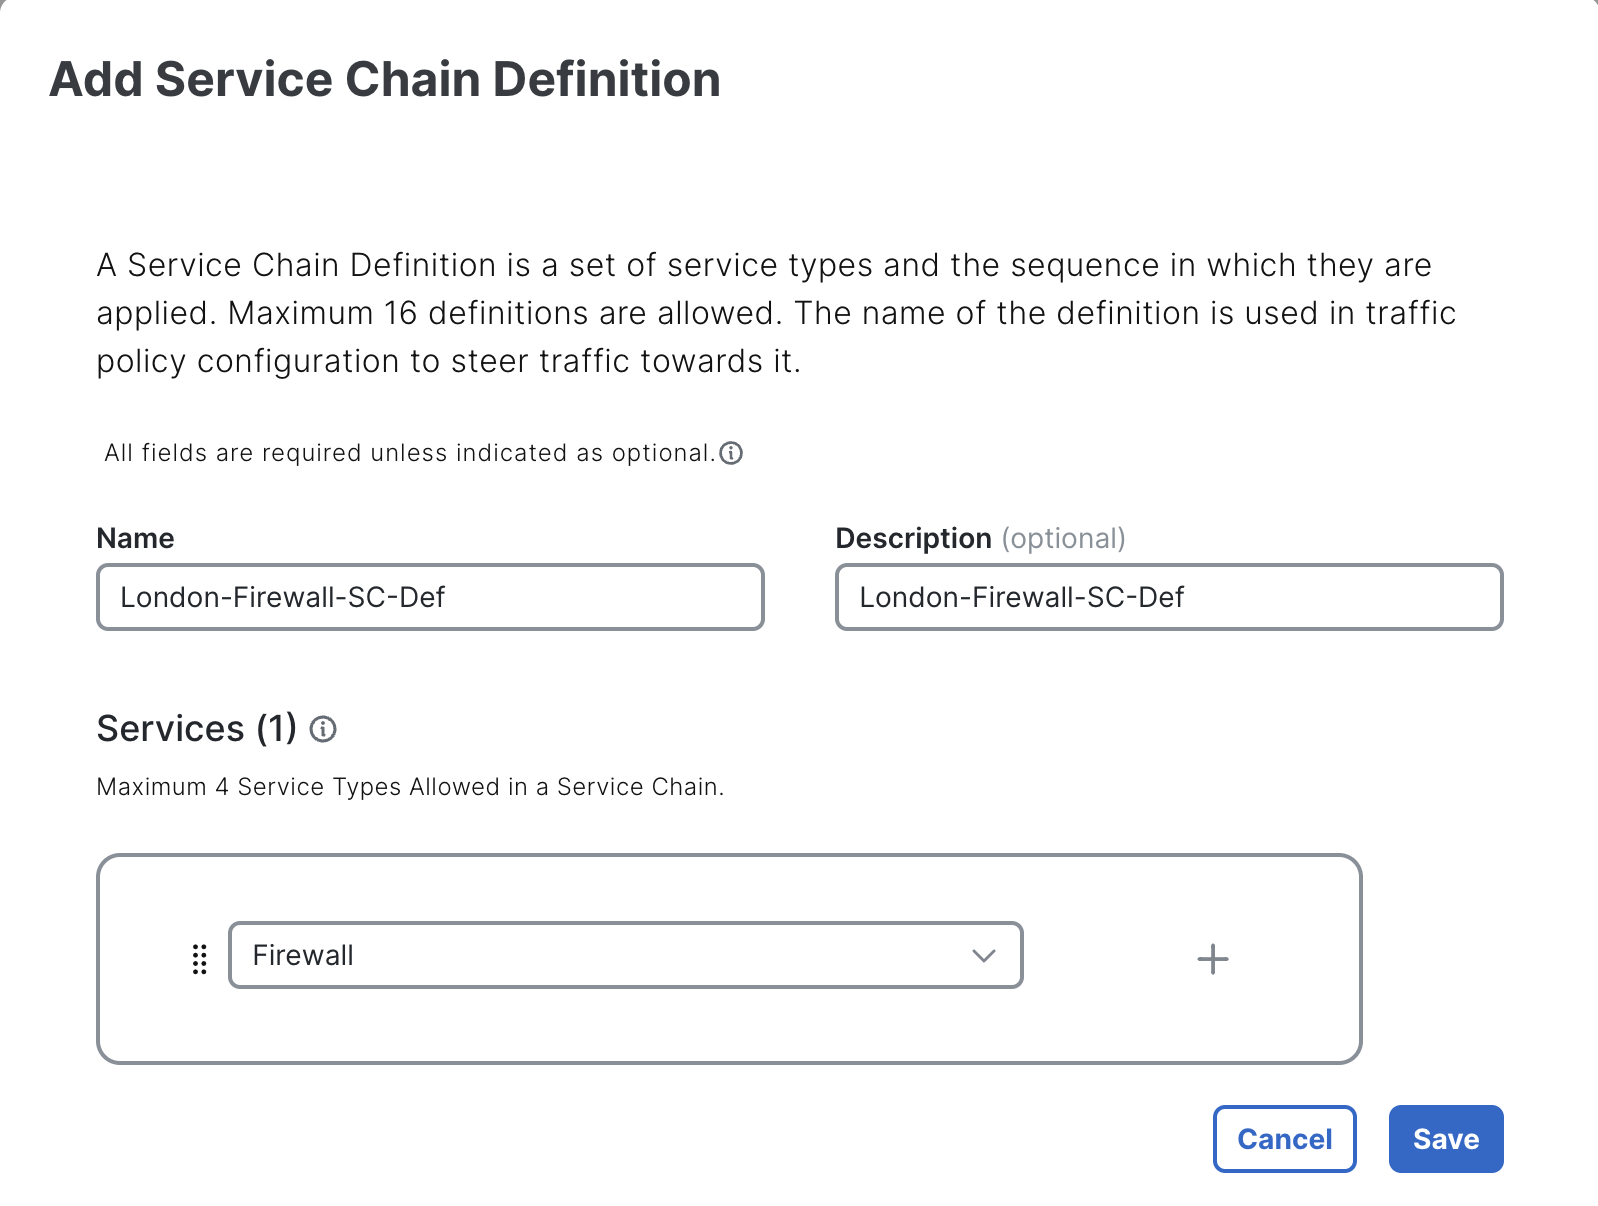 Add Service Chain Definition
A Service Chain Definition is a set of service types and the sequence in which they are
applied. Maximum 16 definitions are allowed. The name of the definition is used in traffic
policy configuration to steer traffic towards it.
All fields are required unless indicated as optional.
Name
Description (optional)
London-Firewall-SC-Def
London-Firewall-SC-Def
Services (1)
Maximum 4 Service Types Allowed in a Service Chain.
Firewall
Cancel
Save